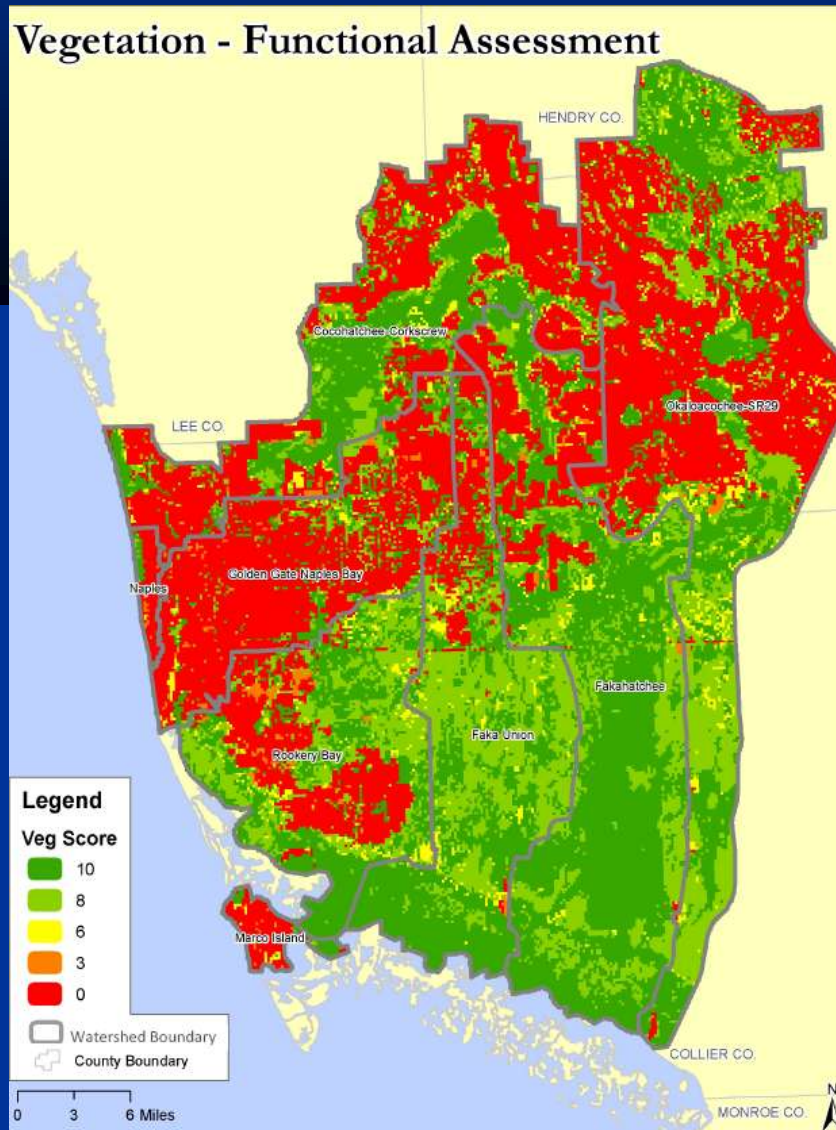 Vegetation - Functional Assessment
HENDRY CO.
Cocohatchee-Corkscrew
LEE CO.
Okaloacochee-SR29
Naples
Golden Gate Naples Bay
Fakahatchee
Faka Union
Rookery Bay
Marco Island
Legend
Veg Score
10
8
6
3
0
Watershed Boundary
County Boundary
0 3 6 Miles
COLLIER CO.
MONROE CO.
N